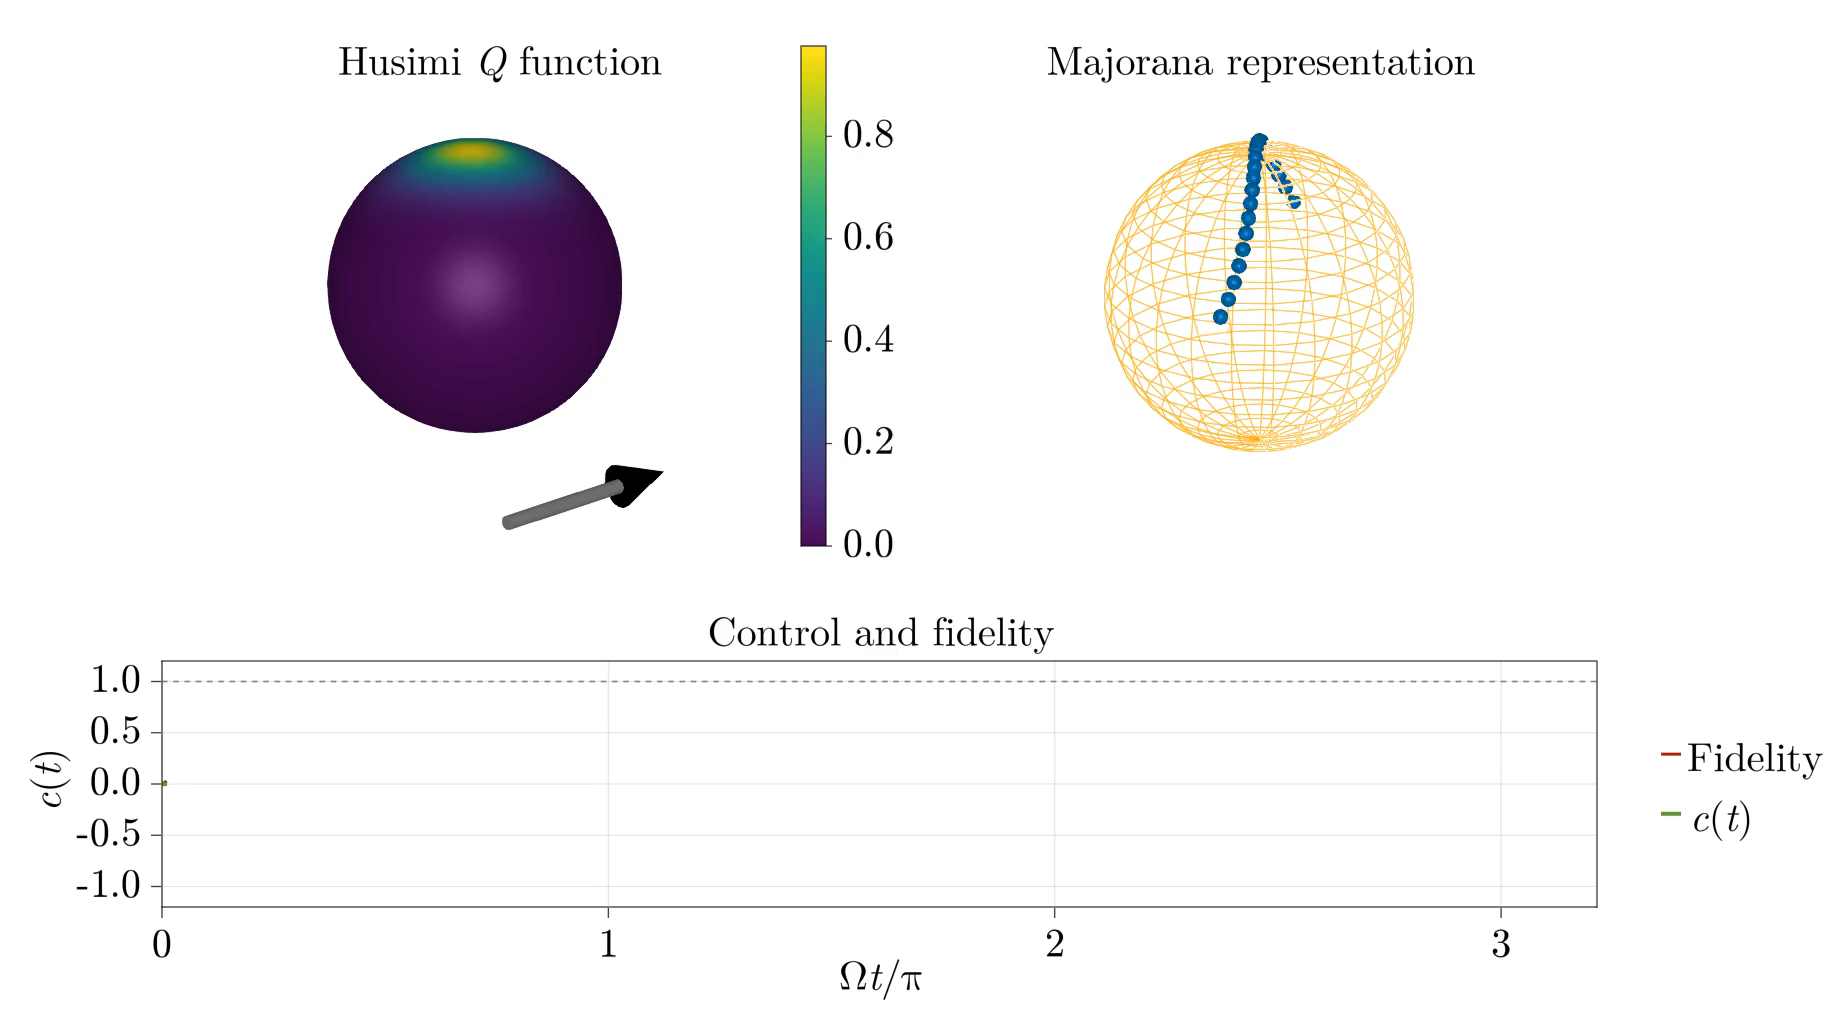 Husimi Q function
0.8
0.6
0.4
0.2
0.0
Majorana representation
Control and fidelity
c(t)
1.0
0.5
0.0
-0.5
-1.0
0 1 2 3
Ωt/π
Fidelity
c(t)